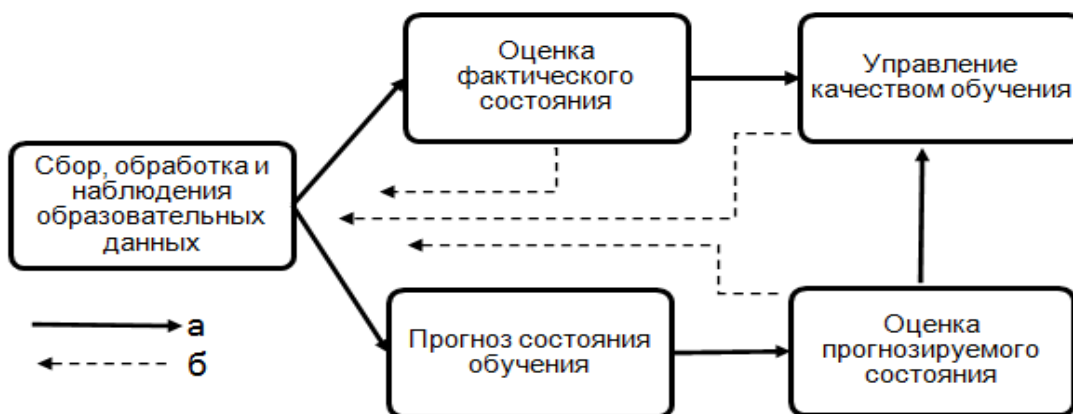 Оценка
фактического
состояния
Управление
качеством обучения
Сбор, обработка и
наблюдения
образовательных
данных
Прогноз состояния
обучения
Оценка
прогнозируемого
состояния
а
б